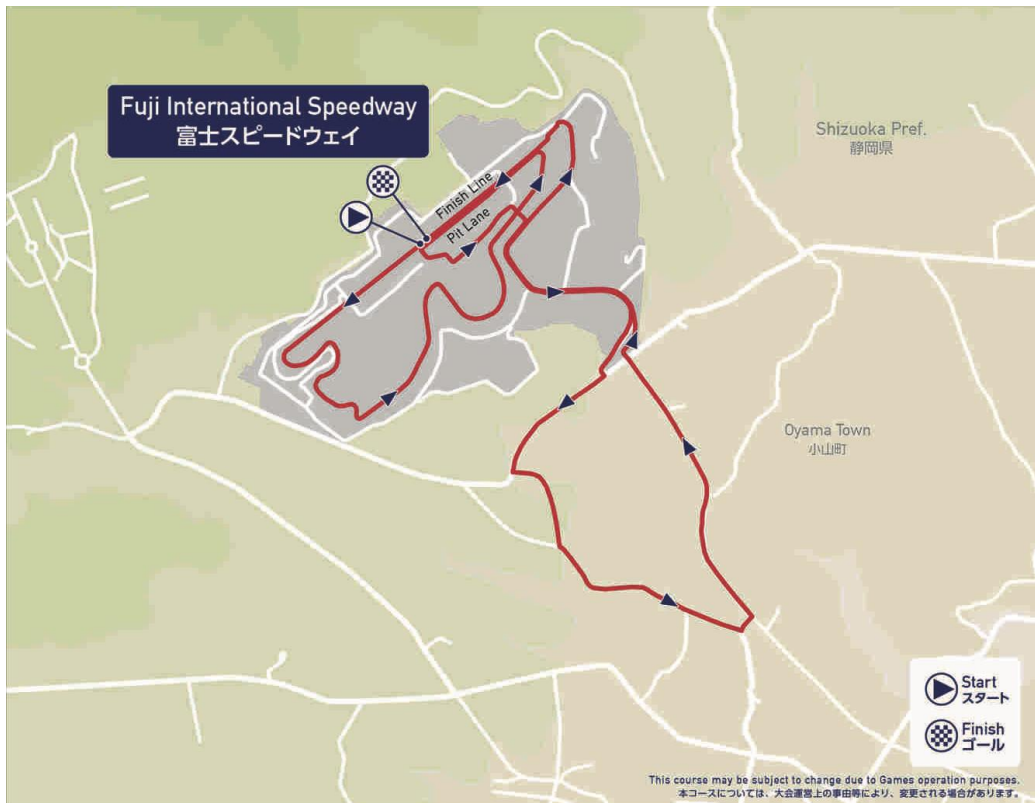 Fuji International Speedway
富士スピードウェイ
Shizuoka Pref.
静岡県
Finish Line
Pit Lane
Oyama Town
小山町
Start
スタート
Finish
ゴール
This course may be subject to change due to Games operation purposes.
本コースについては、大会運営上の事由等により、変更される場合があります。